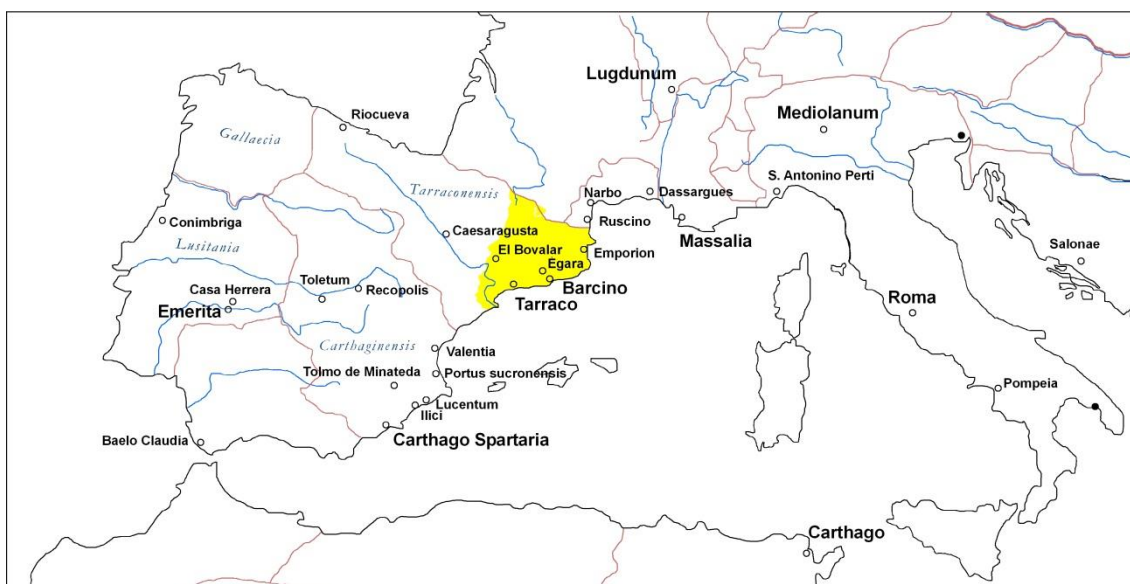 Lugdunum
Mediolanum
Riocueva
Gallaecia
Tarraconensis
Narbo
Dassargues
S. Antonino Perti
Conimbriga
Ruscino
Caesaragusta
Massalia
Lusitania
El Bovalar
Emporion
Salonae
Égara
Toletum
Casa Herrera
Recopolis
Barcino
Emerita
Tarraco
Roma
Carthaginensis
Valentia
Tolmo de Minateda
Portus sucronensis
Pompeia
Lucentum
Ilici
Baelo Claudia
Carthago Spartaria
Carthago